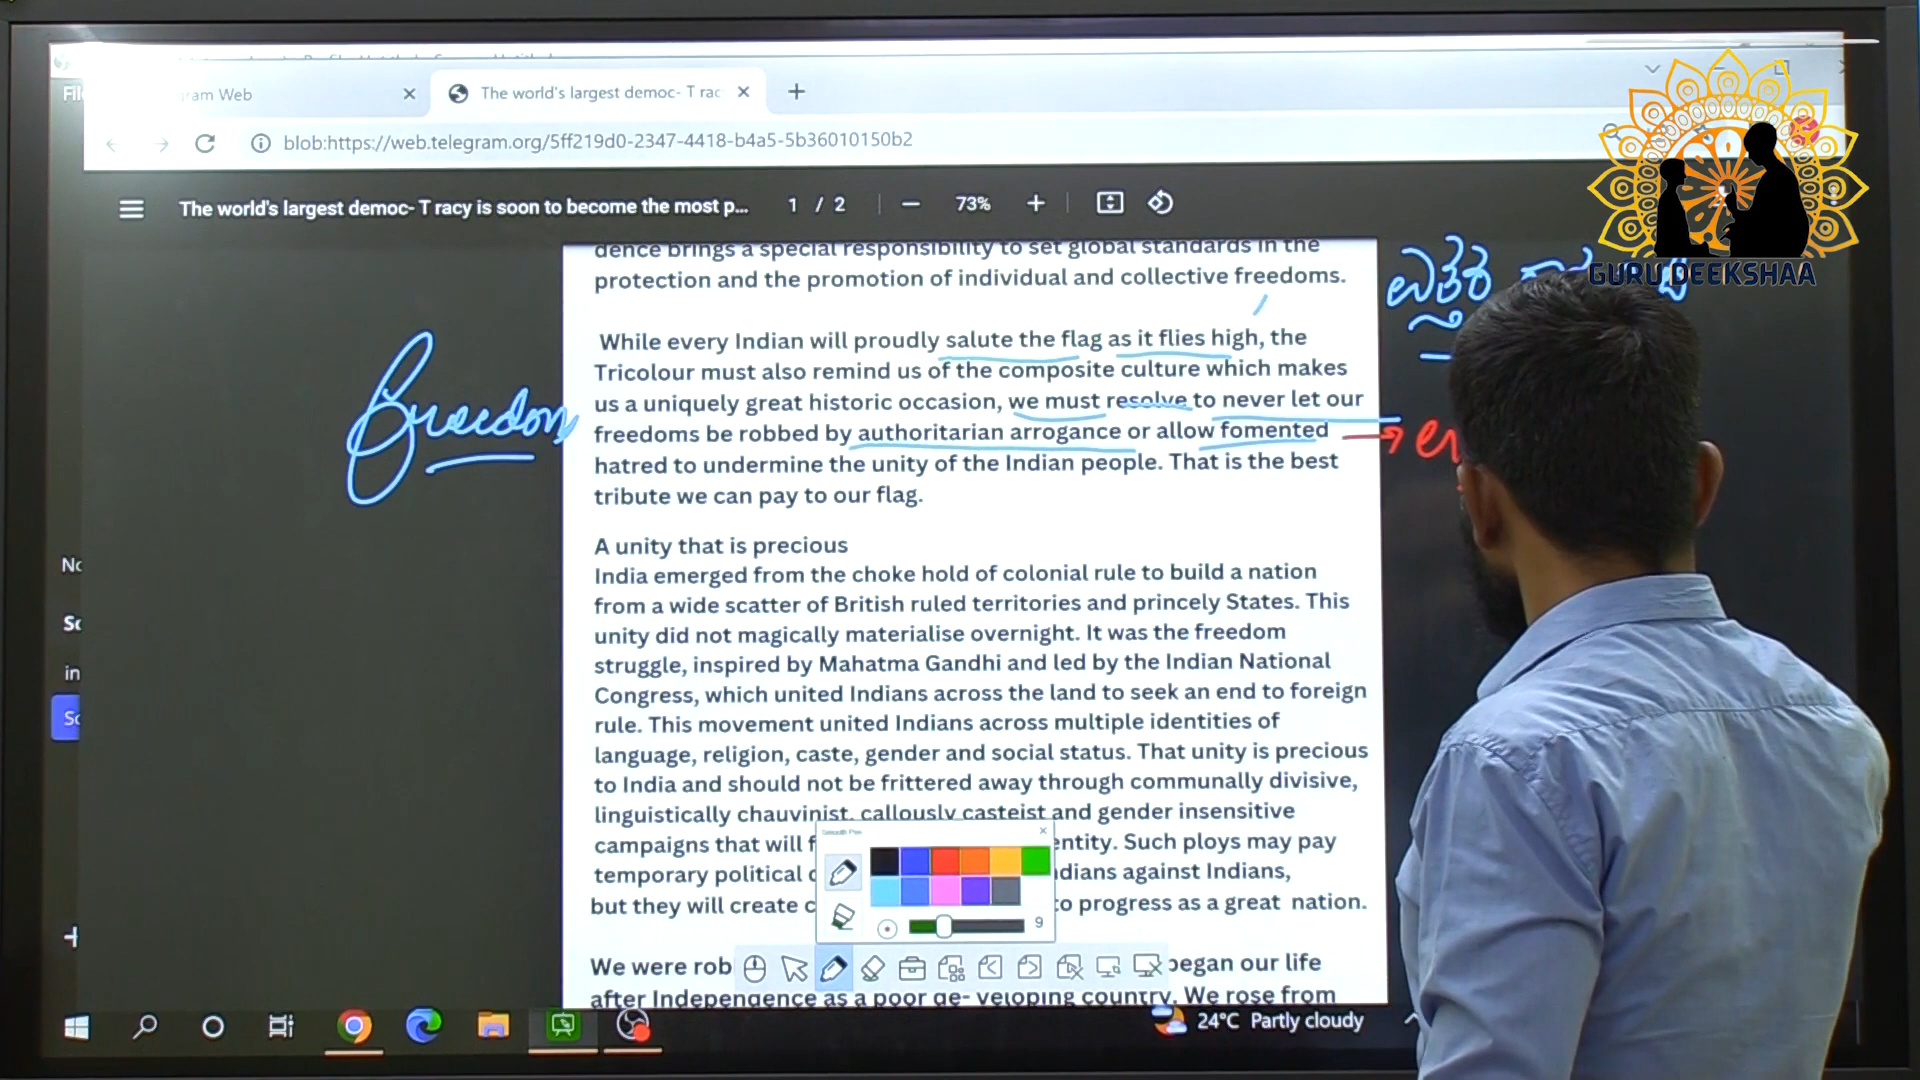 gram Web
The world's largest democ- T rac
blob:https://web.telegram.org/5ff219d0-2347-4418-b4a5-5b36010150b2
The world's largest democ- T racy is soon to become the most p... 1 / 2 73%
GURU DEEKSHAA
dence brings a special responsibility to set global standards in the
protection and the promotion of individual and collective freedoms.
While every Indian will proudly salute the flag as it flies high, the
Tricolour must also remind us of the composite culture which makes
us a uniquely great historic occasion, we must resolve to never let our
freedoms be robbed by authoritarian arrogance or allow fomented
hatred to undermine the unity of the Indian people. That is the best
tribute we can pay to our flag.
Freedom
A unity that is precious
India emerged from the choke hold of colonial rule to build a nation
from a wide scatter of British ruled territories and princely States. This
unity did not magically materialise overnight. It was the freedom
struggle, inspired by Mahatma Gandhi and led by the Indian National
Congress, which united Indians across the land to seek an end to foreign
rule. This movement united Indians across multiple identities of
language, religion, caste, gender and social status. That unity is precious
to India and should not be frittered away through communally divisive,
linguistically chauvinist, callously casteist and gender insensitive
campaigns that will f entity. Such ploys may pay
temporary political dians against Indians,
but they will create to progress as a great nation.
Smooth Pen
9
We were rob began our life
after Independence as a poor de- veloping country. We rose from
24°C Partly cloudy